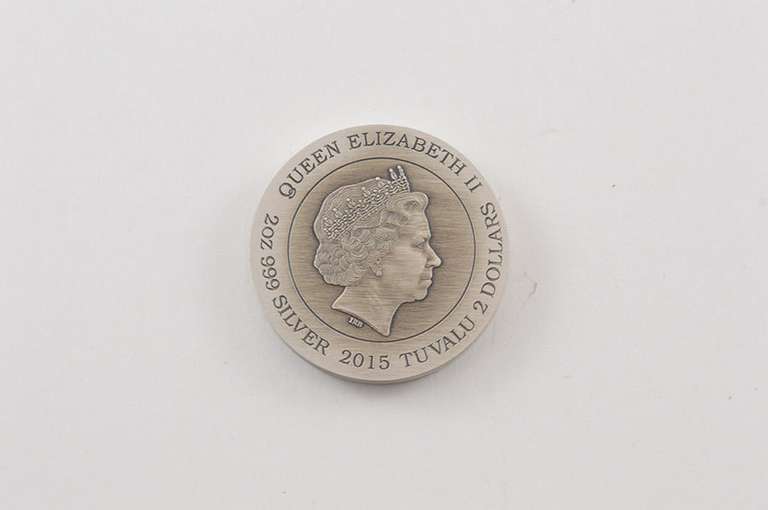 QUEEN ELIZABETH II
2OZ 999 SILVER 2015 TUVALU 2 DOLLARS
IRB